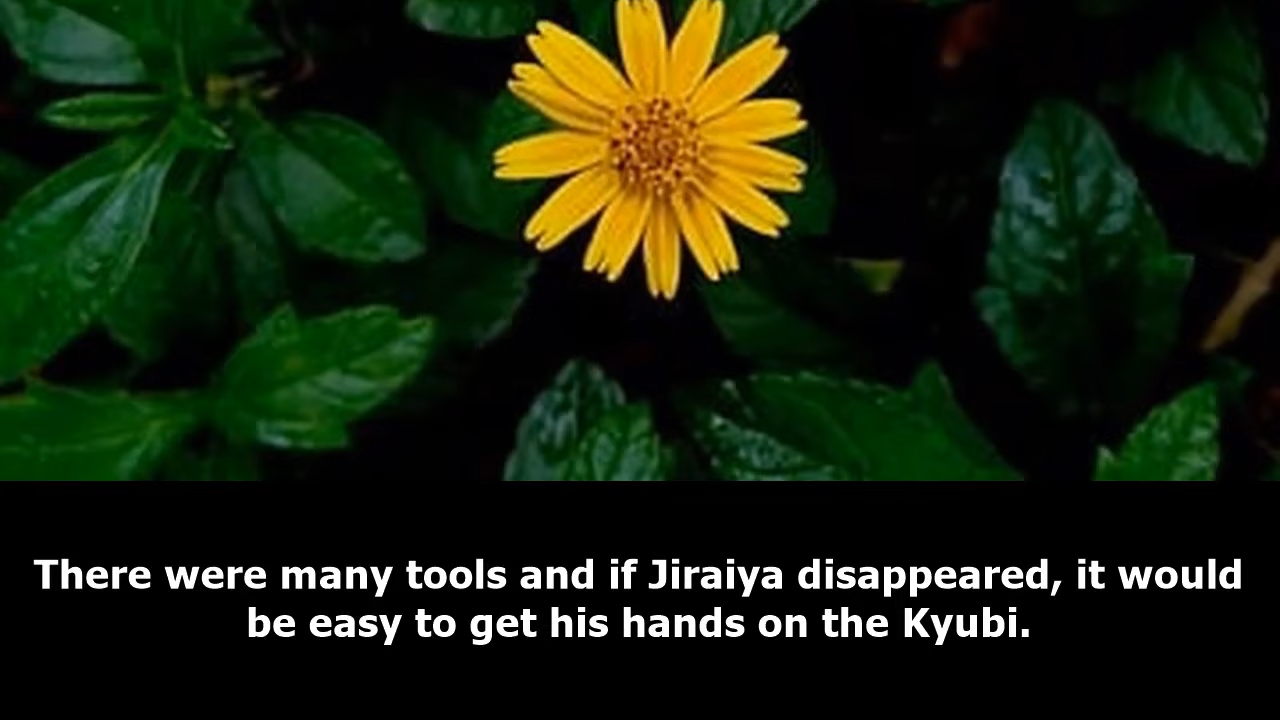 There were many tools and if Jiraiya disappeared, it would
be easy to get his hands on the Kyubi.